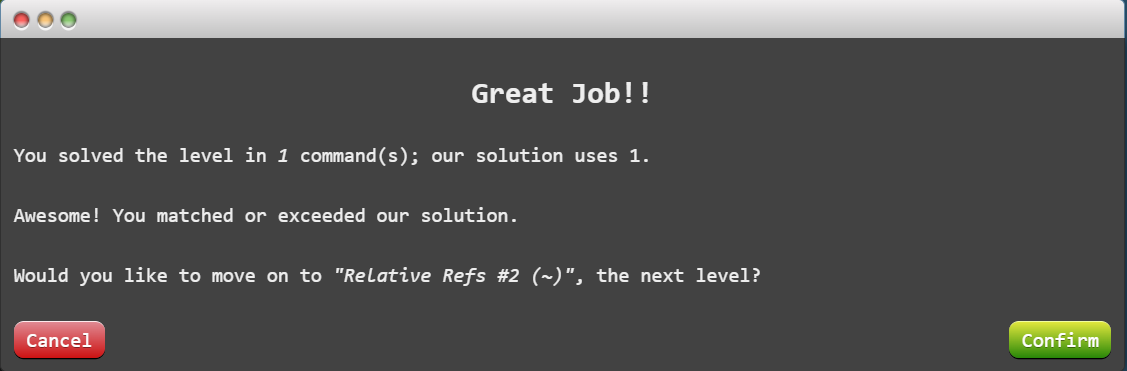 Great Job!!
You solved the level in 1 command(s); our solution uses 1.
Awesome! You matched or exceeded our solution.
Would you like to move on to "Relative Refs #2 (~)", the next level?
Cancel
Confirm